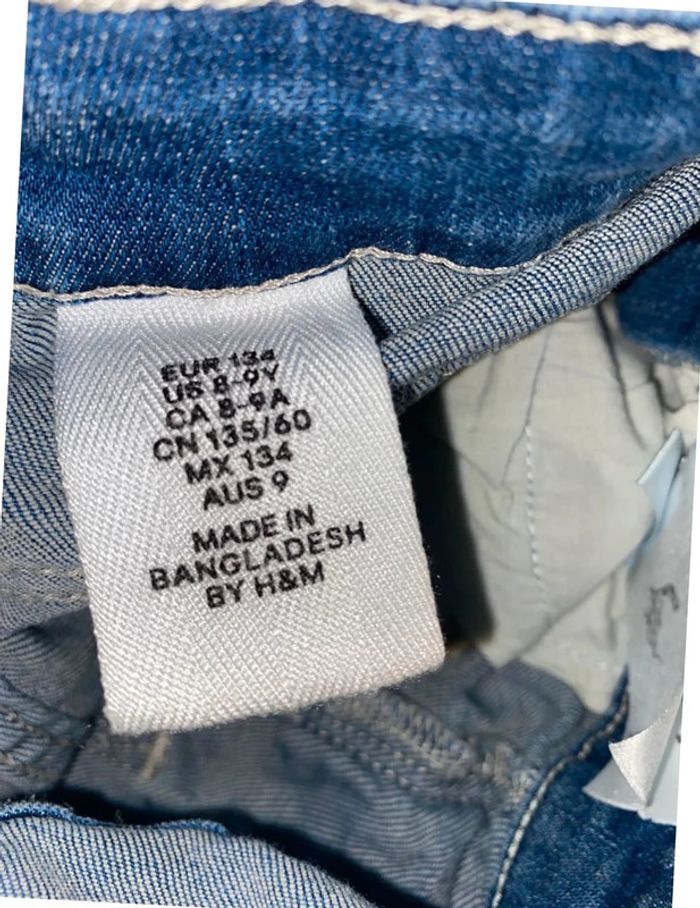 EUR 134
US 8-9Y
CA 8-9A
CN 135/60
MX 134
AUS 9
MADE IN
BANGLADESH
BY H&M